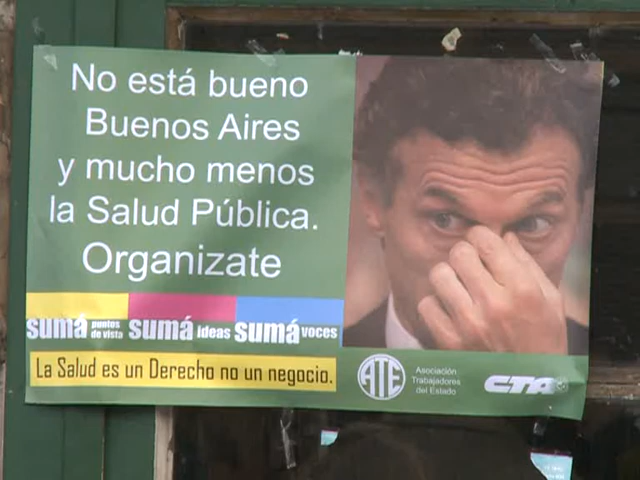 No está bueno
Buenos Aires
y mucho menos
la Salud Pública.
Organizate
sumá puntos de vista sumá ideas sumá voces
La Salud es un Derecho no un negocio.
ATE
Asociación
Trabajadores
del Estado
CTA